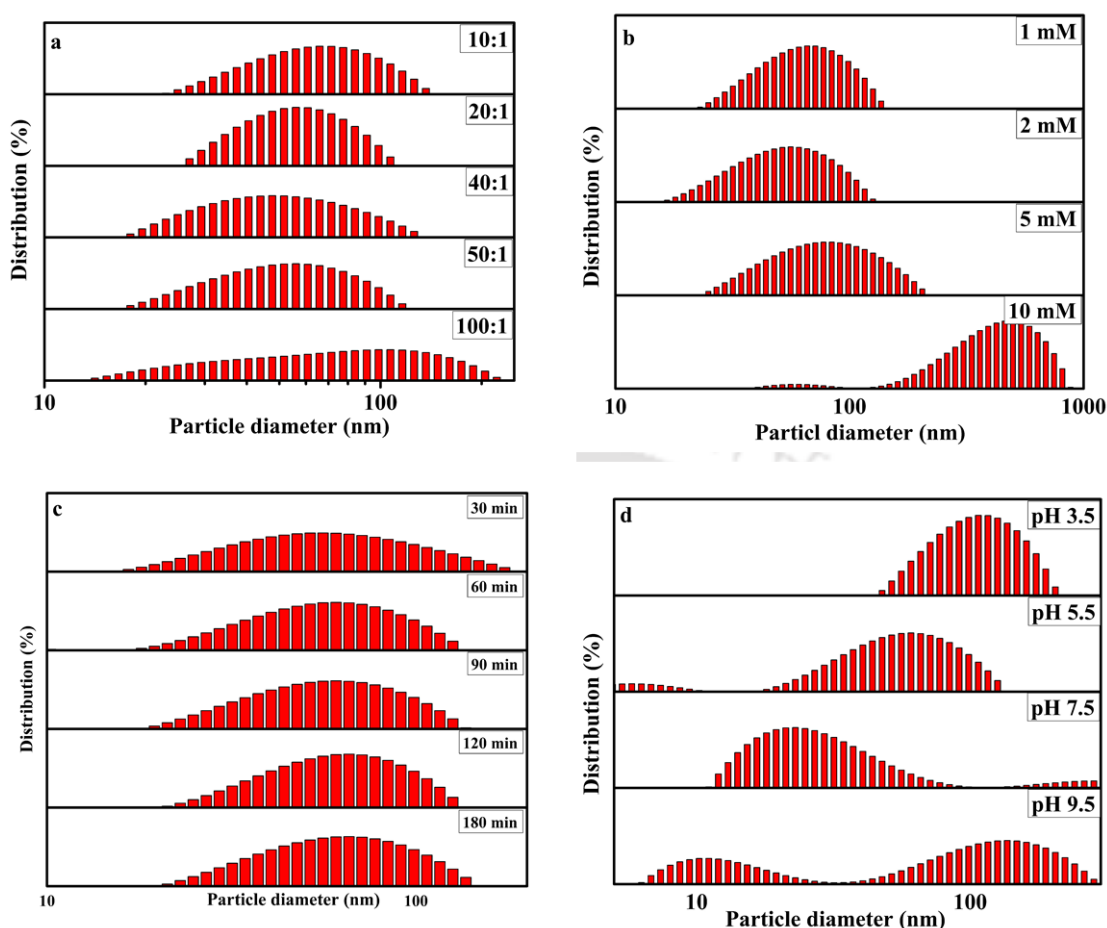 a
10:1
20:1
40:1
50:1
100:1
Distribution (%)
10
100
Particle diameter (nm)
b
1 mM
2 mM
5 mM
10 mM
Distribution (%)
10
100
1000
Particl diameter (nm)
c
30 min
60 min
90 min
120 min
180 min
Distribution (%)
10
Particle diameter (nm)
100
d
pH 3.5
pH 5.5
pH 7.5
pH 9.5
Distribution (%)
10
100
Particle diameter (nm)